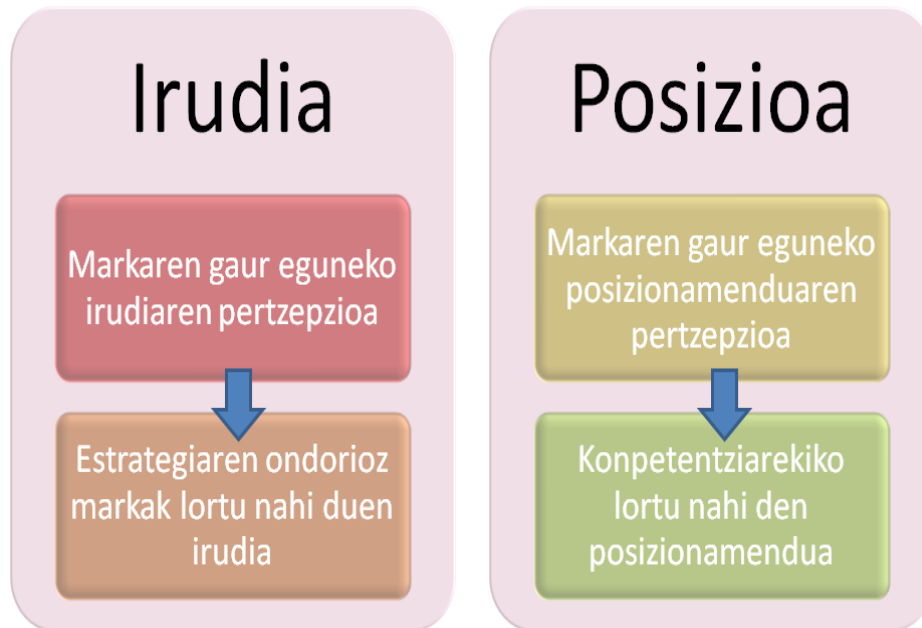 Irudia
Markaren gaur eguneko
irudiaren pertzepzioa
Estrategiaren ondorioz
markak lortu nahi duen
irudia
Posizioa
Markaren gaur eguneko
posizionamenduaren
pertzepzioa
Konpetentziarekiko
lortu nahi den
posizionamendua